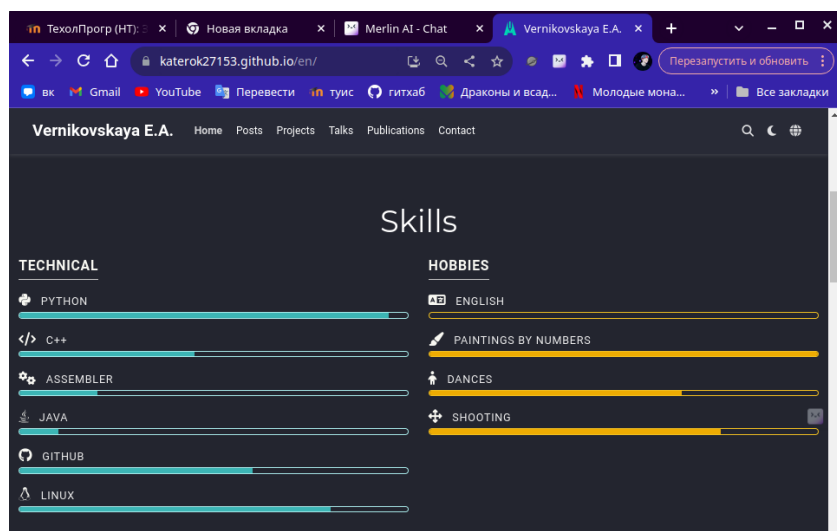 ТехолПрогр (НТ): Новая вкладка Merlin AI - Chat Vernikovskaya E.A.
katerok27153.github.io/en/ Перезапустить и обновить
вк Gmail YouTube Перевести туис гитхаб Драконы и всад... Молодые мона... » Все закладки
Vernikovskaya E.A. Home Posts Projects Talks Publications Contact
Skills
TECHNICAL
PYTHON
C++
ASSEMBLER
JAVA
GITHUB
LINUX
HOBBIES
ENGLISH
PAINTINGS BY NUMBERS
DANCES
SHOOTING